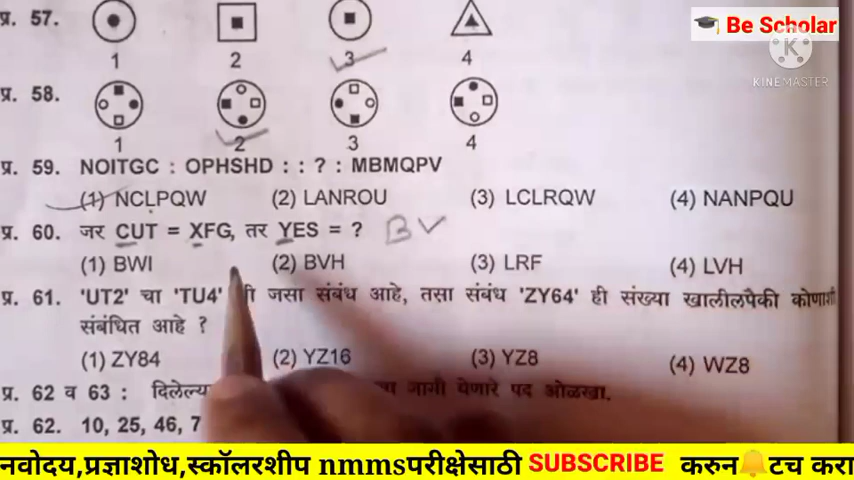 Be Scholar
K
KINEMASTER
प्र. 57.
1 2 3 4
प्र. 58.
1 2 3 4
प्र. 59. NOITGC : OPHSHD : : ? : MBMQPV
(1) NCLPQW (2) LANROU (3) LCLRQW (4) NANPQU
प्र. 60. जर CUT = XFG, तर YES = ? BV
(1) BWI (2) BVH (3) LRF (4) LVH
प्र. 61. 'UT2' चा 'TU4' शी जसा संबंध आहे, तसा संबंध 'ZY64' ही संख्या खालीलपैकी कोणाशी
संबंधित आहे ?
(1) ZY84 (2) YZ16 (3) YZ8 (4) WZ8
प्र. 62 व 63 : जागी येणारे पद ओळखा.
प्र. 62. 10, 25, 46, 7
नवोदय,प्रज्ञाशोध,स्कॉलरशीप nmmsपरीक्षेसाठी SUBSCRIBE करुन🔔टच करा